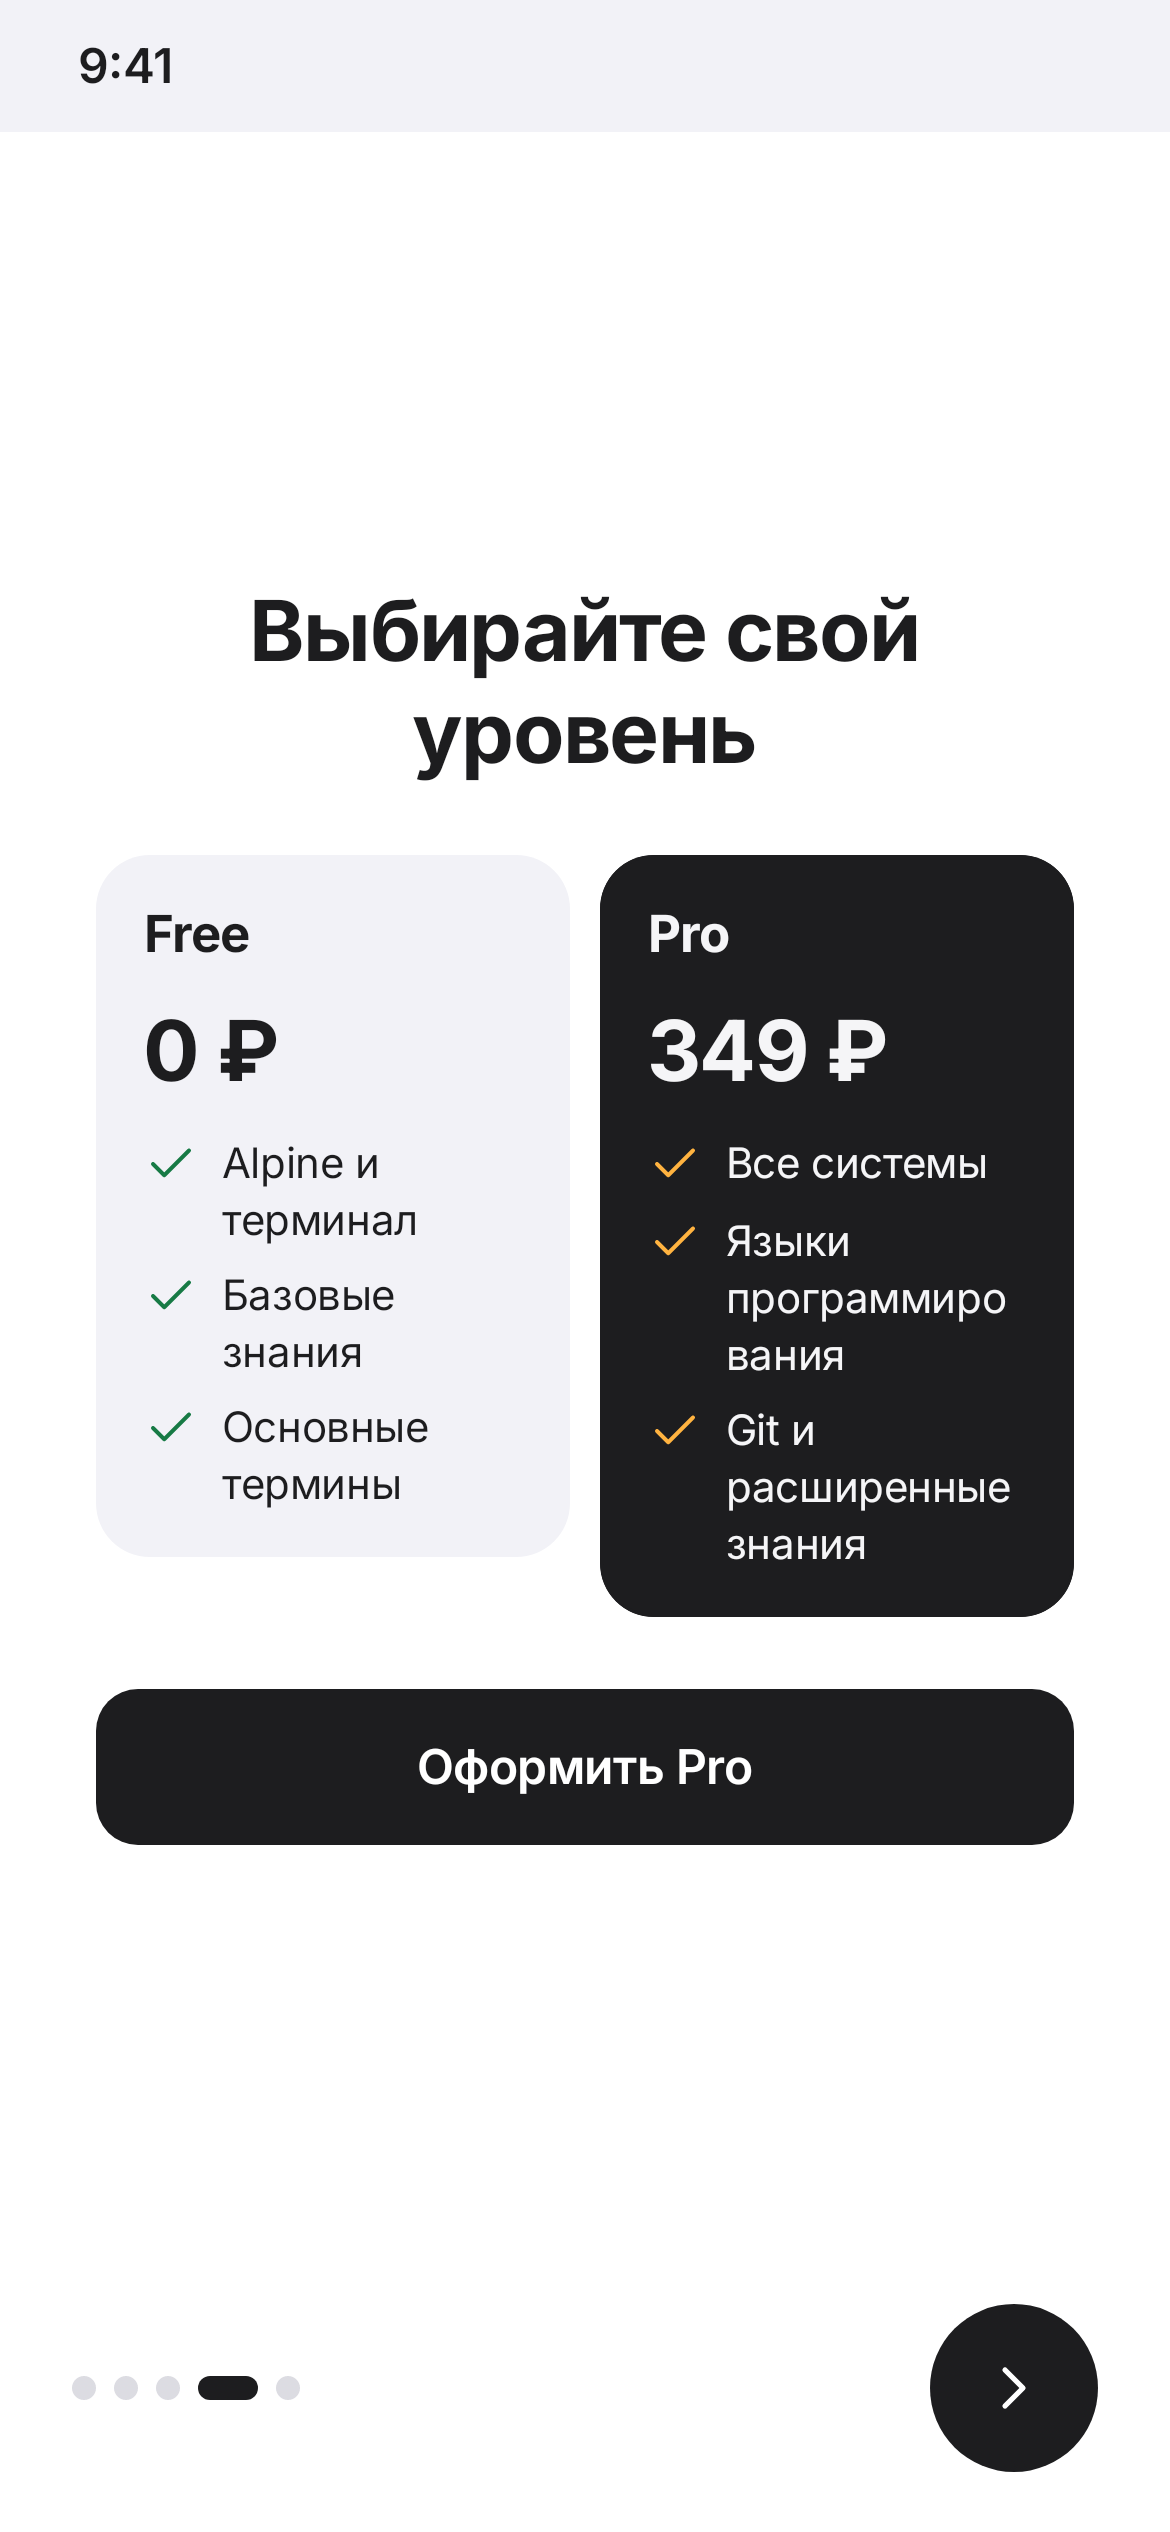 9:41
Выбирайте свой
уровень
Free
0 ₽
Alpine и
терминал
Базовые
знания
Основные
термины
Pro
349 ₽
Все системы
Языки
программиро
вания
Git и
расширенные
знания
Оформить Pro